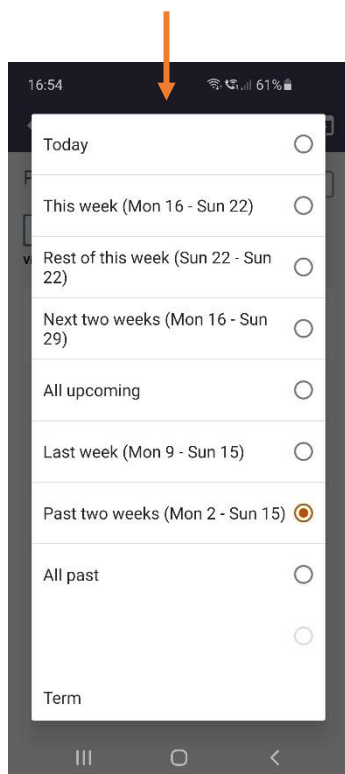 16:54 61%
Today
This week (Mon 16 - Sun 22)
Rest of this week (Sun 22 - Sun
22)
Next two weeks (Mon 16 - Sun
29)
All upcoming
Last week (Mon 9 - Sun 15)
Past two weeks (Mon 2 - Sun 15)
All past
Term